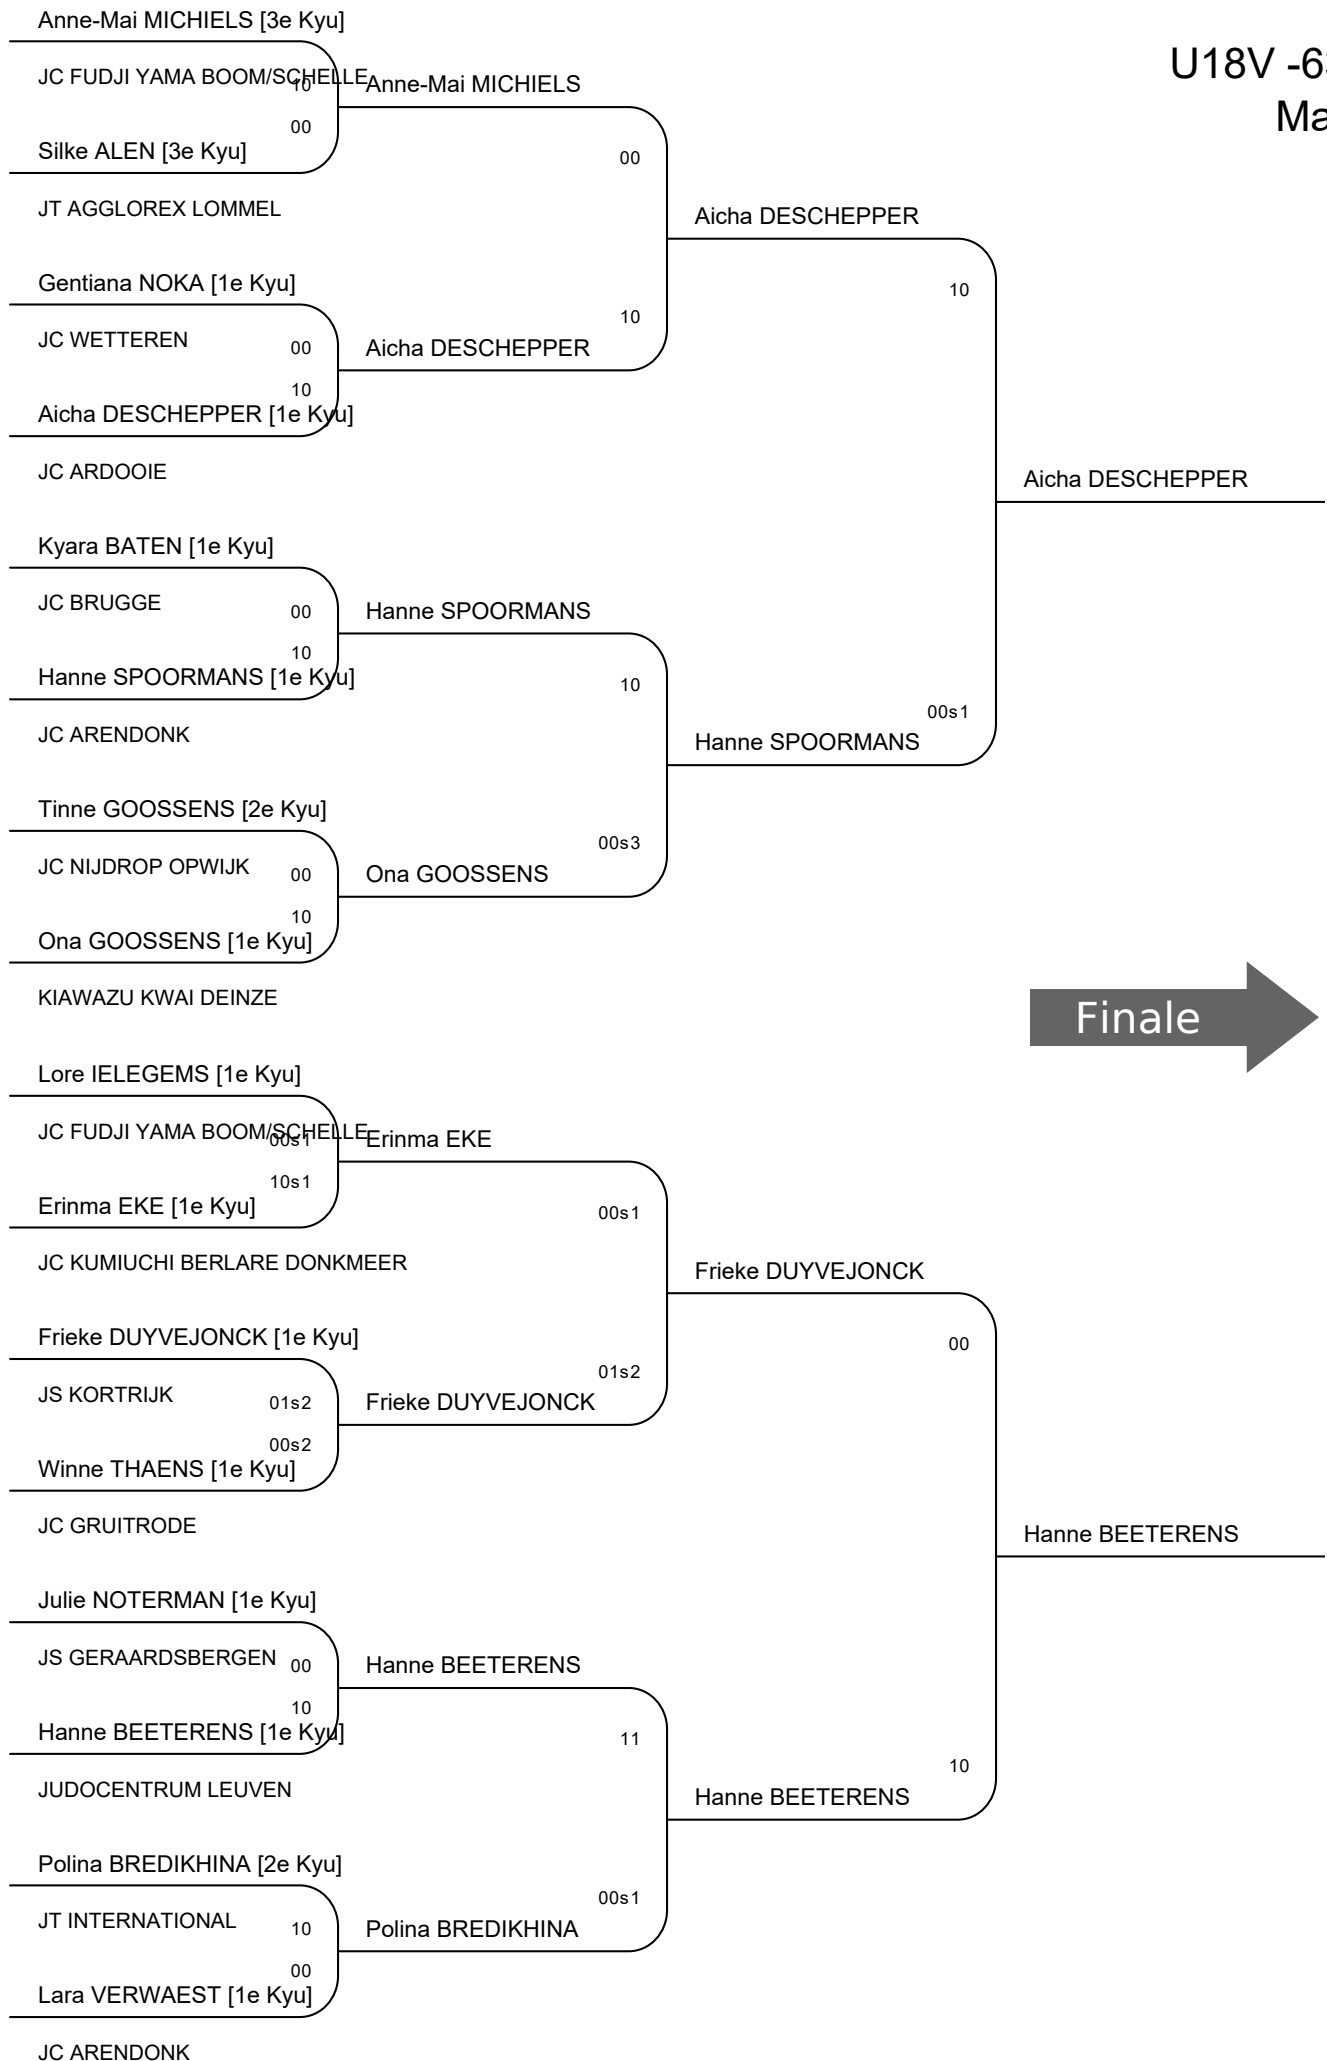 Anne-Mai MICHIELS [3e Kyu]
U18V -63
Ma
JC FUDJI YAMA BOOM/SCHELLE
10
Anne-Mai MICHIELS
00
Silke ALEN [3e Kyu]
00
JT AGGLOREX LOMMEL
Aicha DESCHEPPER
Gentiana NOKA [1e Kyu]
10
10
JC WETTEREN
00
Aicha DESCHEPPER
10
Aicha DESCHEPPER [1e Kyu]
JC ARDOOIE
Aicha DESCHEPPER
Kyara BATEN [1e Kyu]
JC BRUGGE
00
Hanne SPOORMANS
10
Hanne SPOORMANS [1e Kyu]
10
00s1
JC ARENDONK
Hanne SPOORMANS
Tinne GOOSSENS [2e Kyu]
00s3
JC NIJDROP OPWIJK
00
Ona GOOSSENS
10
Ona GOOSSENS [1e Kyu]
KIAWAZU KWAI DEINZE
Finale
Lore IELEGEMS [1e Kyu]
JC FUDJI YAMA BOOM/SCHELLE
00s1
Erinma EKE
10s1
Erinma EKE [1e Kyu]
00s1
JC KUMIUCHI BERLARE DONKMEER
Frieke DUYVEJONCK
Frieke DUYVEJONCK [1e Kyu]
00
01s2
JS KORTRIJK
01s2
Frieke DUYVEJONCK
00s2
Winne THAENS [1e Kyu]
JC GRUITRODE
Hanne BEETERENS
Julie NOTERMAN [1e Kyu]
JS GERAARDSBERGEN
00
Hanne BEETERENS
10
Hanne BEETERENS [1e Kyu]
11
10
JUDOCENTRUM LEUVEN
Hanne BEETERENS
Polina BREDIKHINA [2e Kyu]
00s1
JT INTERNATIONAL
10
Polina BREDIKHINA
00
Lara VERWAEST [1e Kyu]
JC ARENDONK